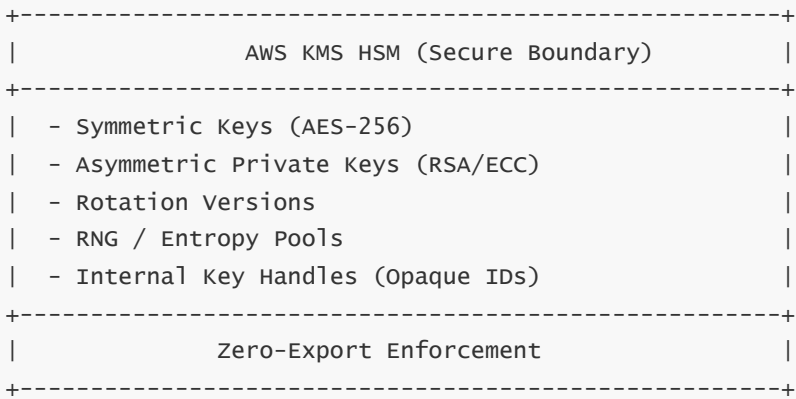 +------------------------------------------------------+
|                AWS KMS HSM (Secure Boundary)         |
+------------------------------------------------------+
|  - Symmetric Keys (AES-256)                          |
|  - Asymmetric Private Keys (RSA/ECC)                 |
|  - Rotation Versions                                 |
|  - RNG / Entropy Pools                               |
|  - Internal Key Handles (Opaque IDs)                 |
+------------------------------------------------------+
|              Zero-Export Enforcement                 |
+------------------------------------------------------+